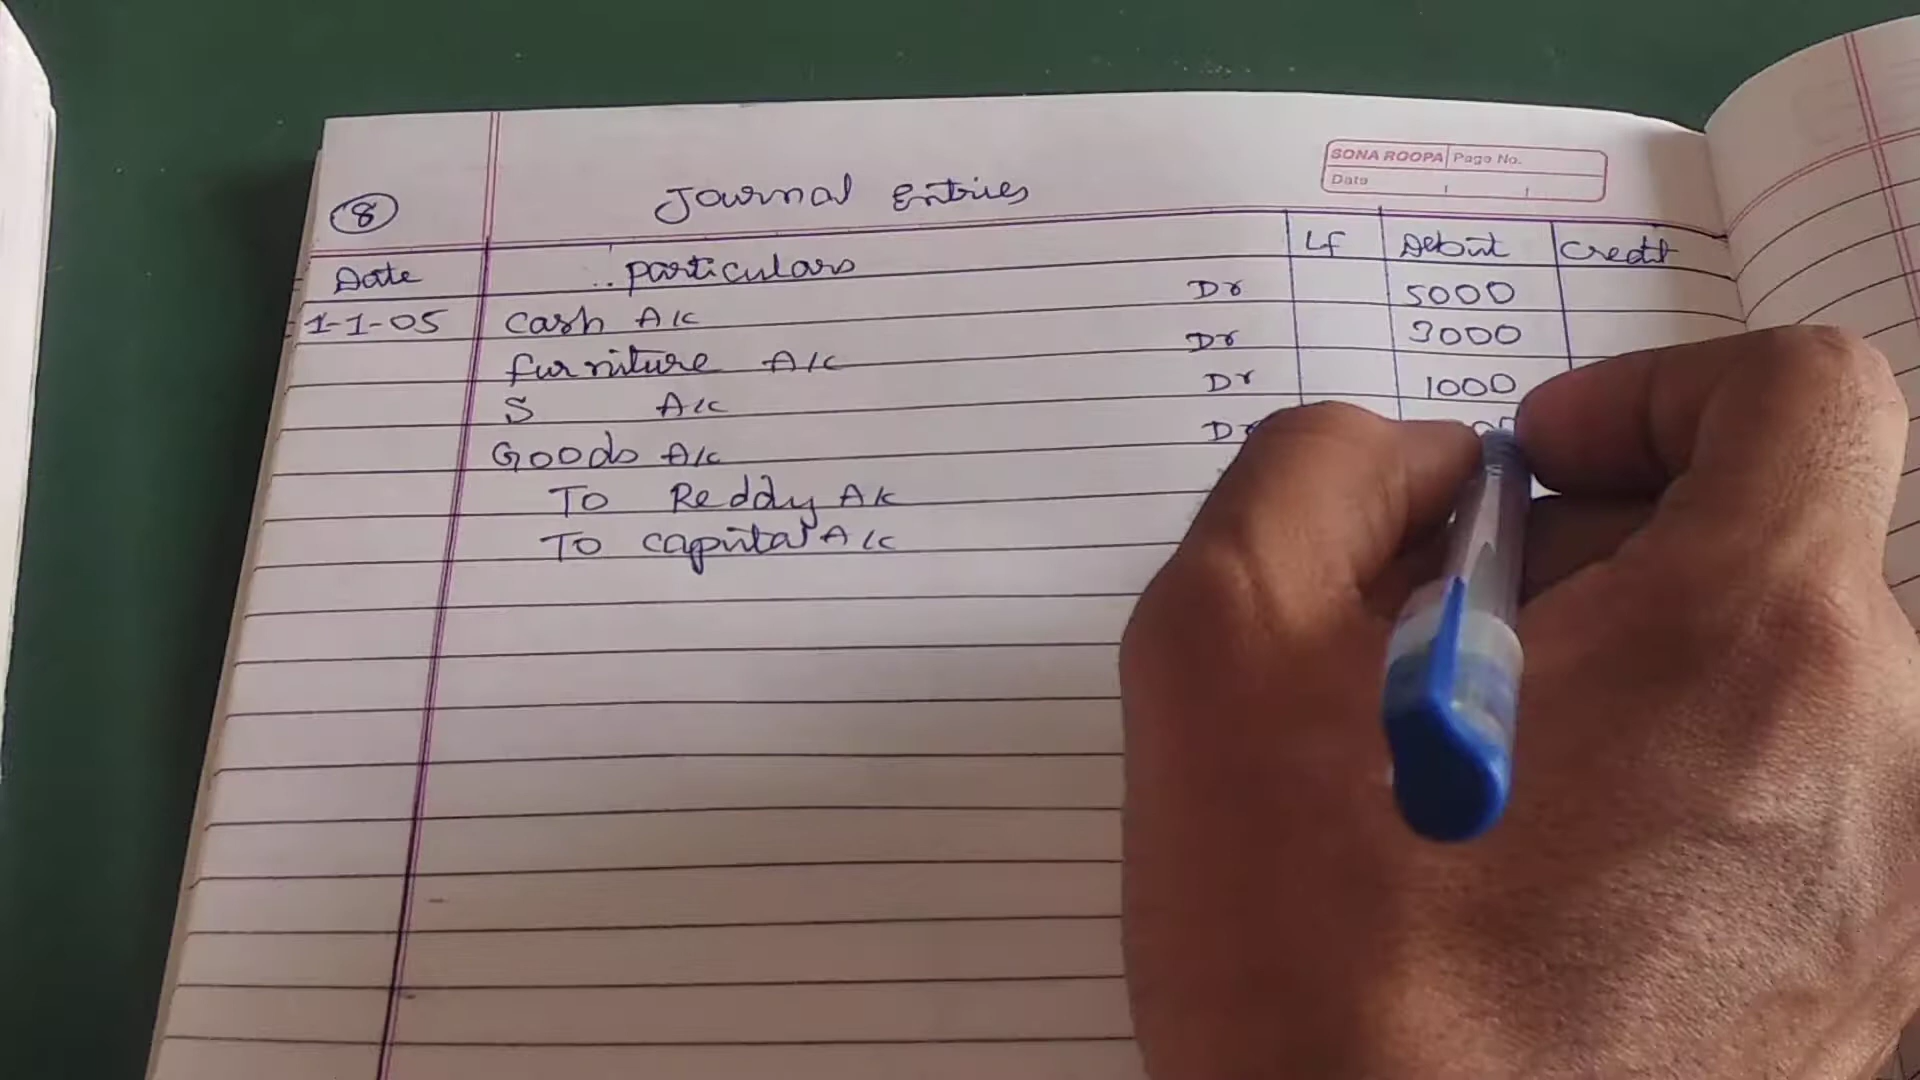 SONA ROOPA Page No.
Date
8 Journal Entries
Date particulars Lf Debit Credit
1-1-05 Cash A/c Dr 5000
furniture A/c Dr 3000
S A/c Dr 1000
Goods A/c Dr
To Reddy A/c
To capital A/c